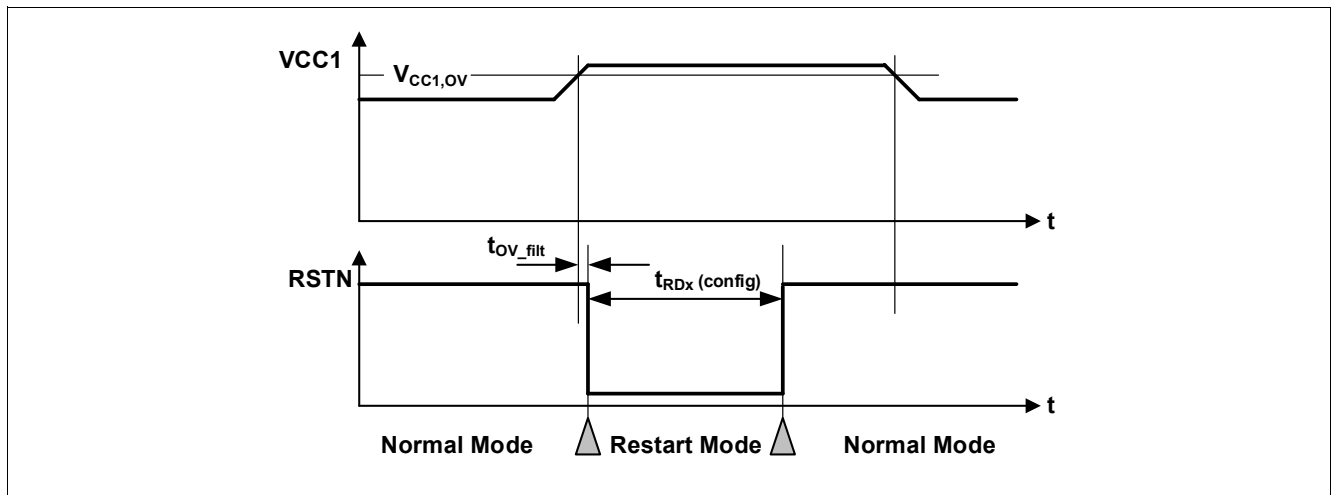 VCC1
VCC1,OV
t
tOV_filt
RSTN
tRDx (config)
t
Normal Mode Restart Mode Normal Mode